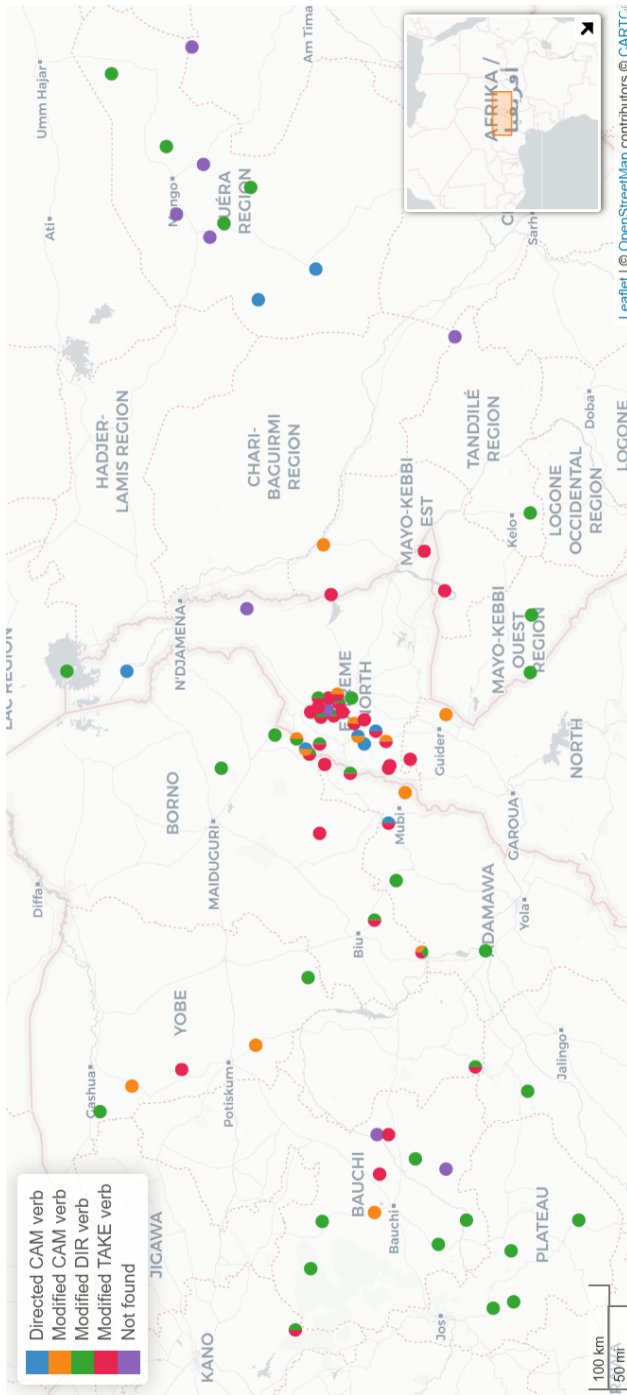 Directed CAM verb
Modified CAM verb
Modified DIR verb
Modified TAKE verb
Not found
LAC REGION
Diffa
Umm Hajar
Ati
Gashua
HADJER-
LAMIS REGION
JIGAWA
BORNO
N'DJAMENA
YOBE
Mongo
GUÉRA
REGION
KANO
MAIDUGURI
Potiskum
CHARI-
BAGUIRMI
REGION
Am Tima
BAUCHI
NORTH
Biu
Bauchi
Mubi
MAYO-KEBBI
EST
Guider
Jos
TANDJILÉ
REGION
ADAMAWA
MAYO-KEBBI
OUEST
REGION
Kelo
GAROUA
Yola
Sarh
PLATEAU
LOGONE
OCCIDENTAL
REGION
Jalingo
NORTH
Doba
LOGONE
AFRIKA /
أفريقيا
100 km
50 mi
Leaflet | © OpenStreetMap contributors © CARTO